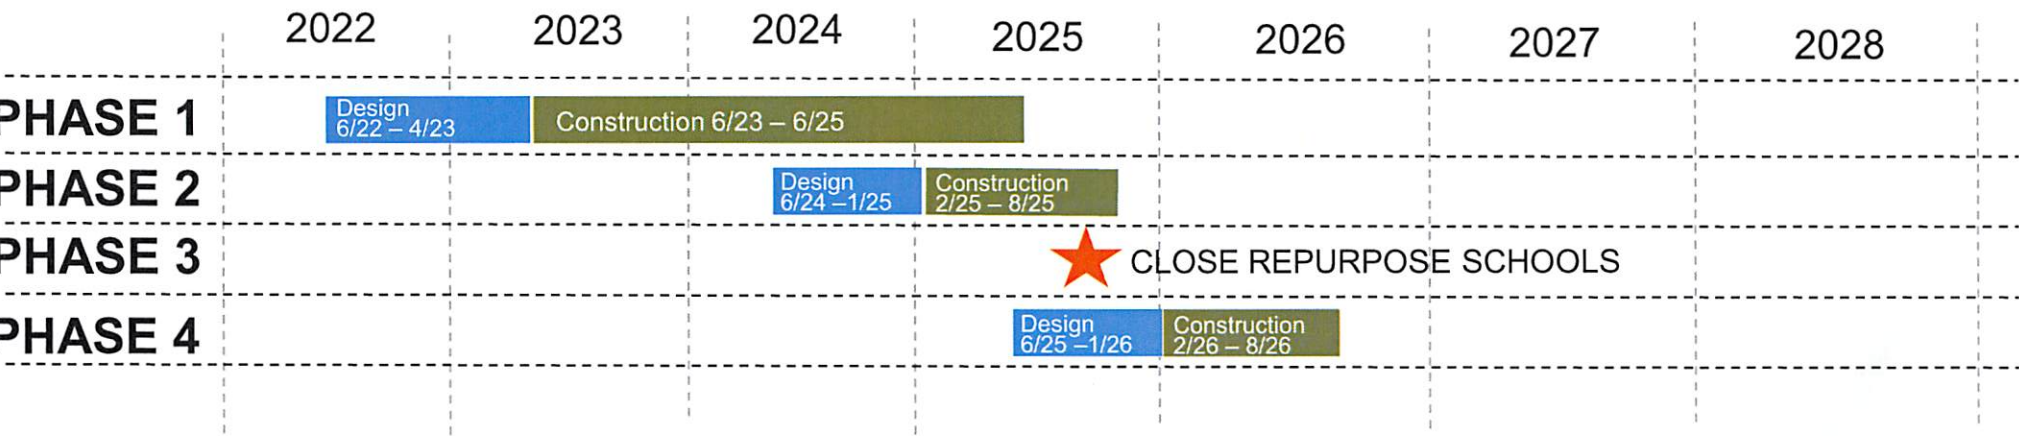 2022 2023 2024 2025 2026 2027 2028
PHASE 1
Design
6/22 – 4/23
Construction 6/23 – 6/25
PHASE 2
Design
6/24 –1/25
Construction
2/25 – 8/25
PHASE 3
CLOSE REPURPOSE SCHOOLS
PHASE 4
Design
6/25 –1/26
Construction
2/26 – 8/26